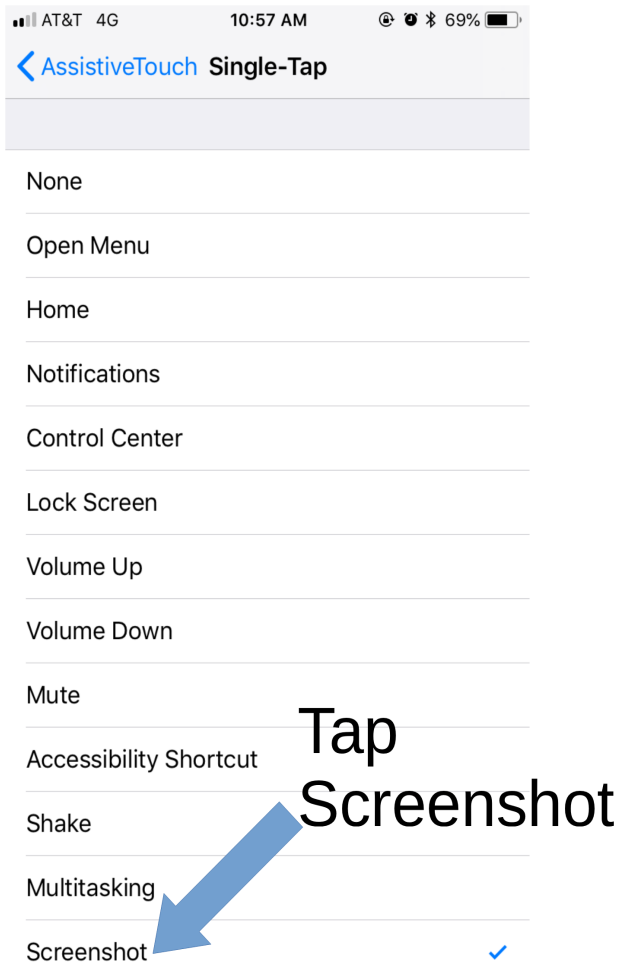 AT&T 4G 10:57 AM 69%
AssistiveTouch Single-Tap
None
Open Menu
Home
Notifications
Control Center
Lock Screen
Volume Up
Volume Down
Mute
Tap
Accessibility Shortcut
Screenshot
Shake
Multitasking
Screenshot